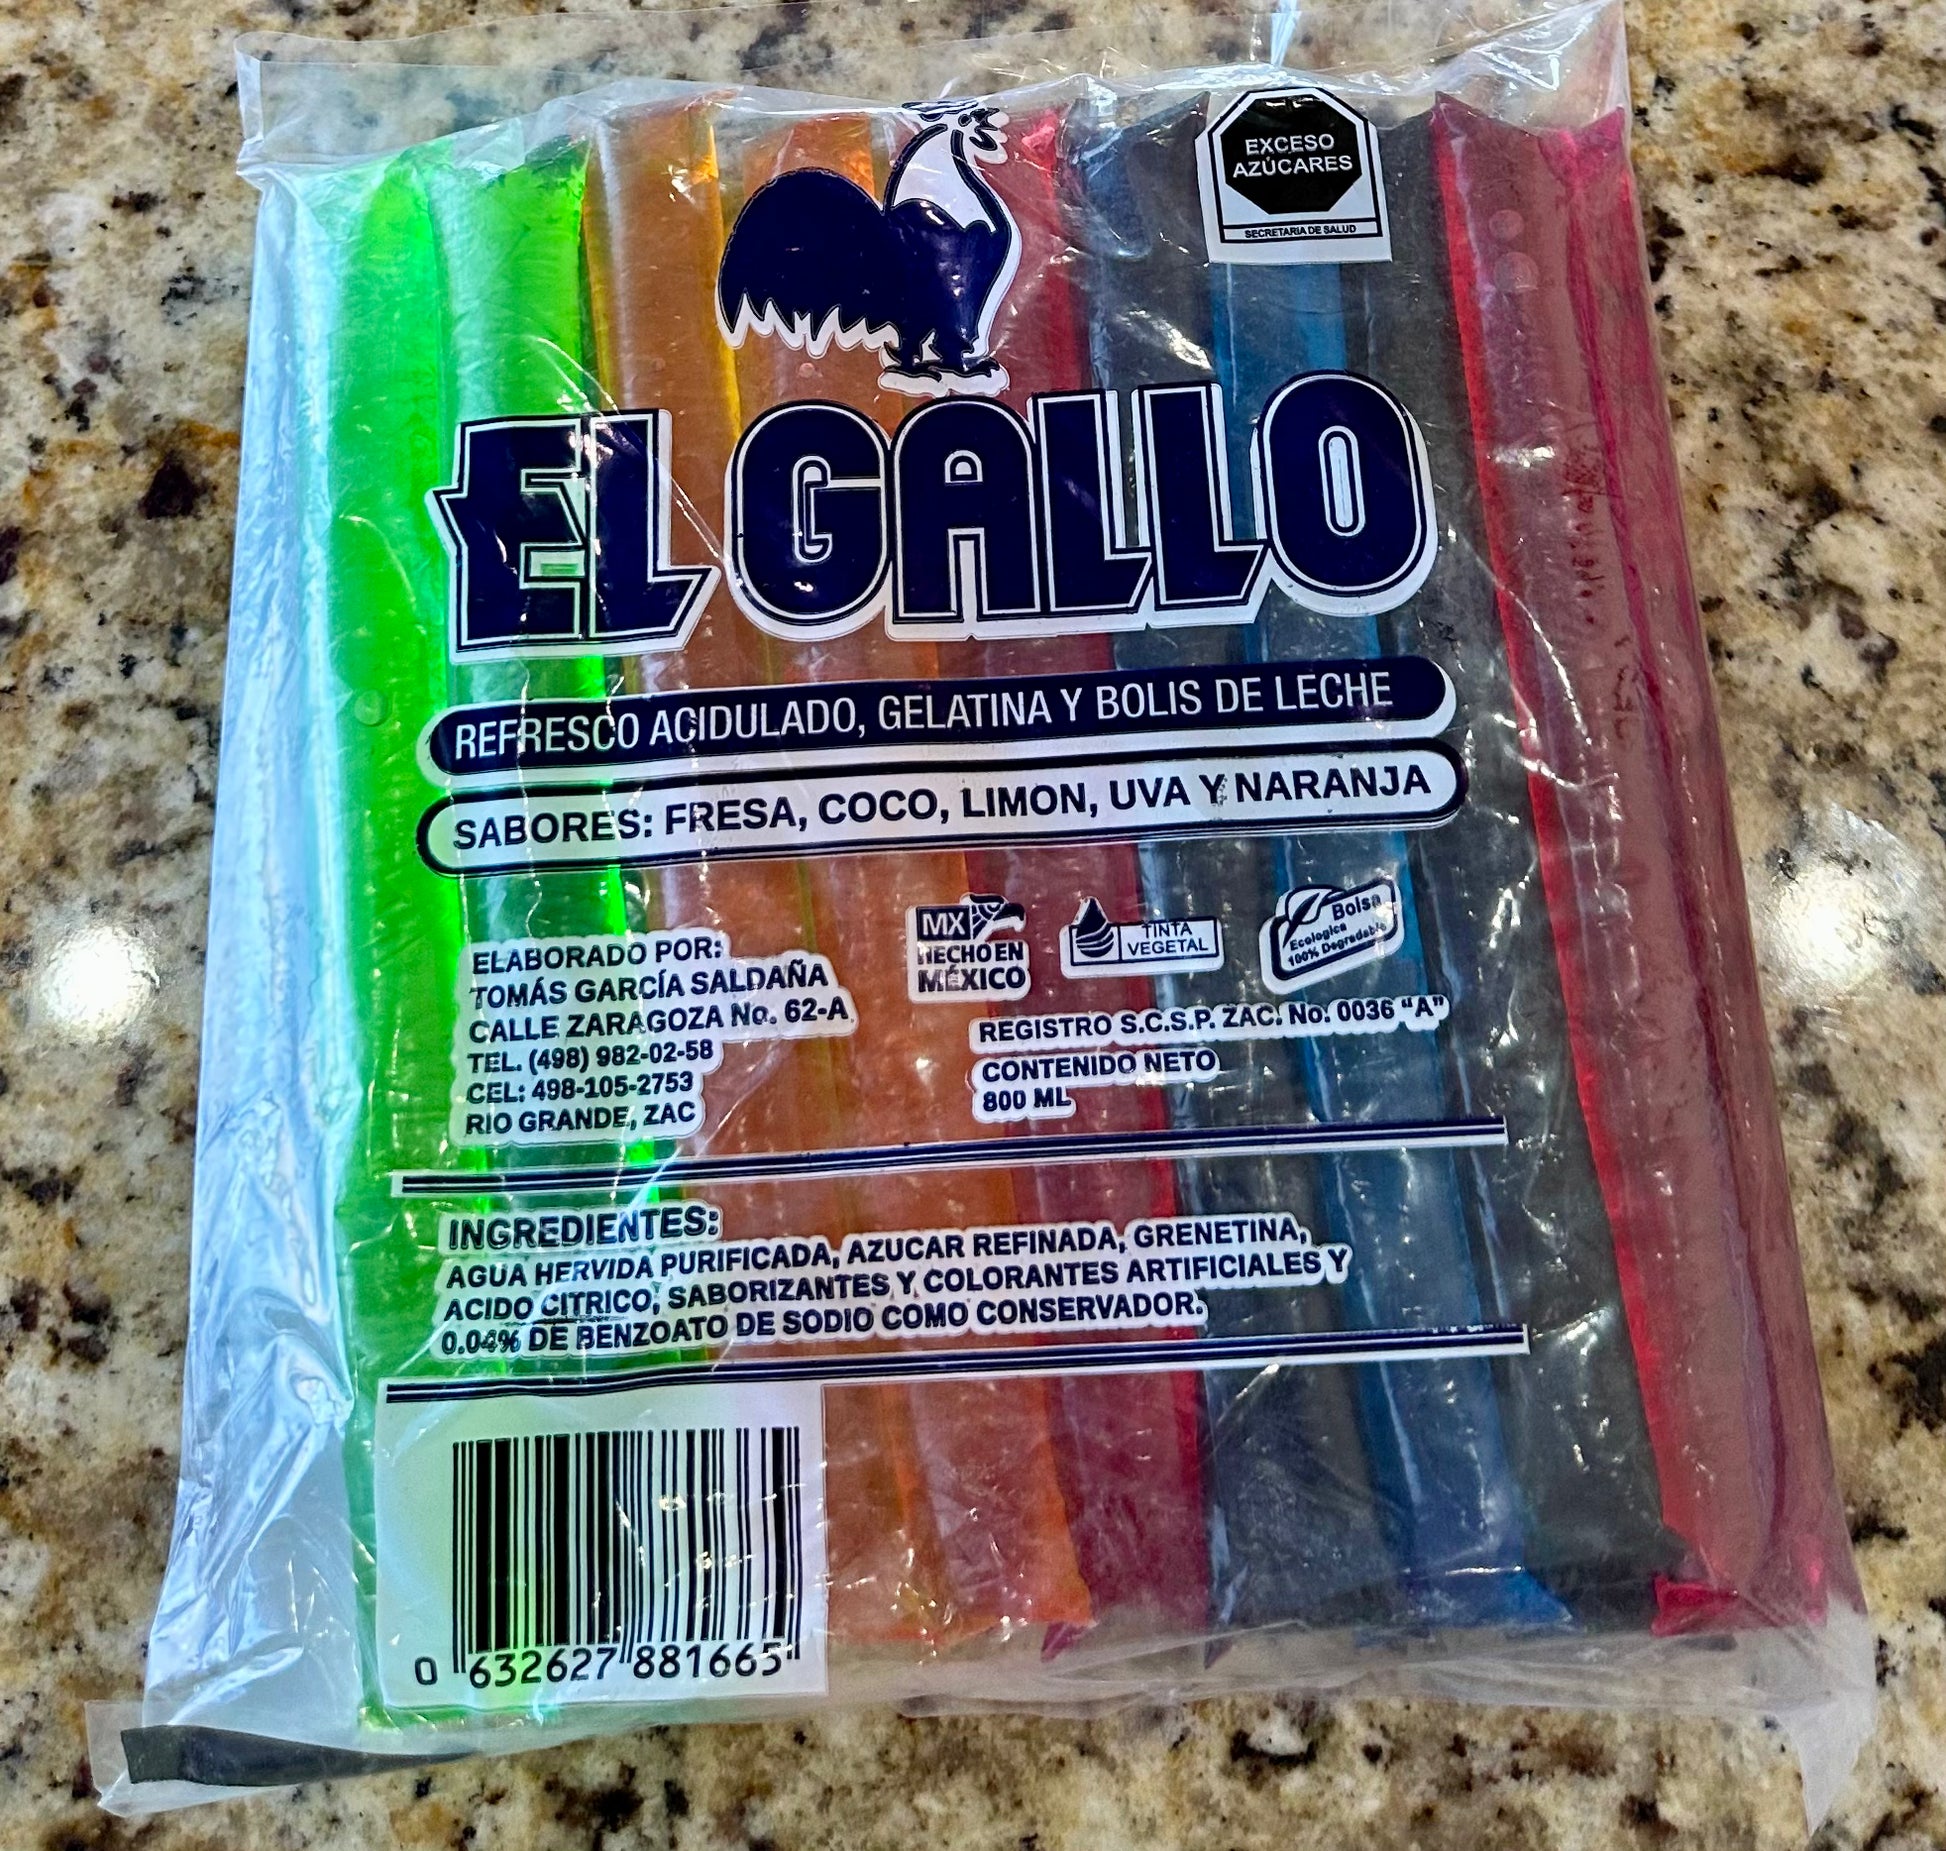 EXCESO
AZÚCARES
SECRETARIA DE SALUD
EL GALLO
REFRESCO ACIDULADO, GELATINA Y BOLIS DE LECHE
SABORES: FRESA, COCO, LIMON, UVA Y NARANJA
ELABORADO POR:
TOMÁS GARCÍA SALDAÑA
CALLE ZARAGOZA No. 62-A
TEL. (498) 982-02-58
CEL: 498-105-2753
RIO GRANDE, ZAC
MX
HECHO EN
MÉXICO
TINTA
VEGETAL
Bolsa
Ecologica
100% Degradable
REGISTRO S.C.S.P. ZAC. No. 0036 “A”
CONTENIDO NETO
800 ML
INGREDIENTES:
AGUA HERVIDA PURIFICADA, AZUCAR REFINADA, GRENETINA,
ACIDO CITRICO, SABORIZANTES Y COLORANTES ARTIFICIALES Y
0.04% DE BENZOATO DE SODIO COMO CONSERVADOR.
0 632627 881665